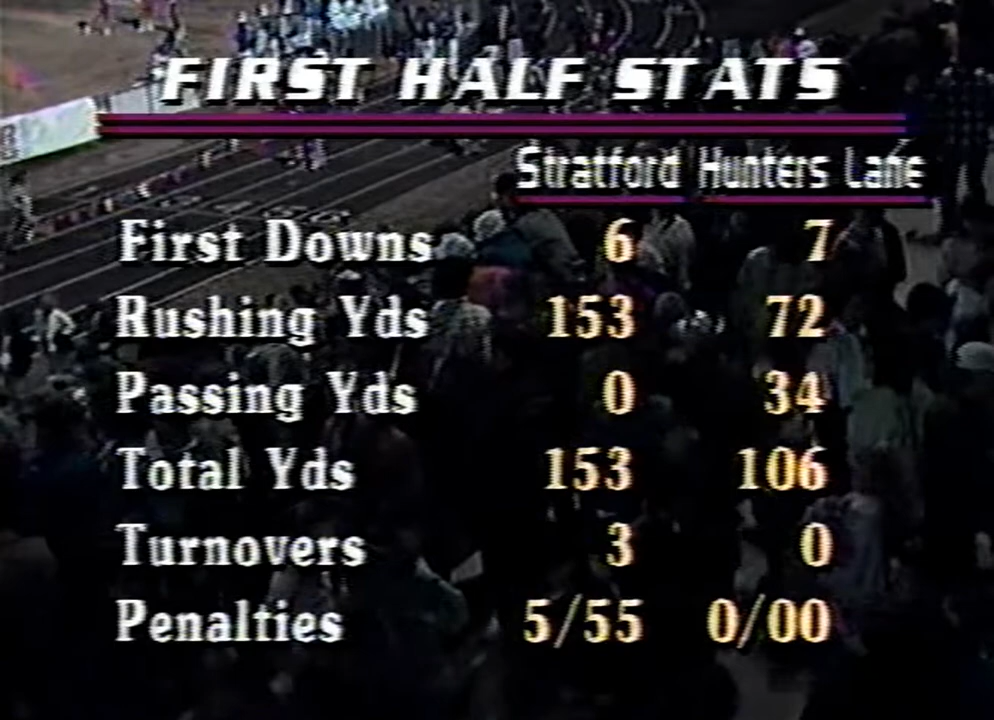 FIRST HALF STATS
Stratford Hunters Lane
First Downs 6 7
Rushing Yds 153 72
Passing Yds 0 34
Total Yds 153 106
Turnovers 3 0
Penalties 5/55 0/00